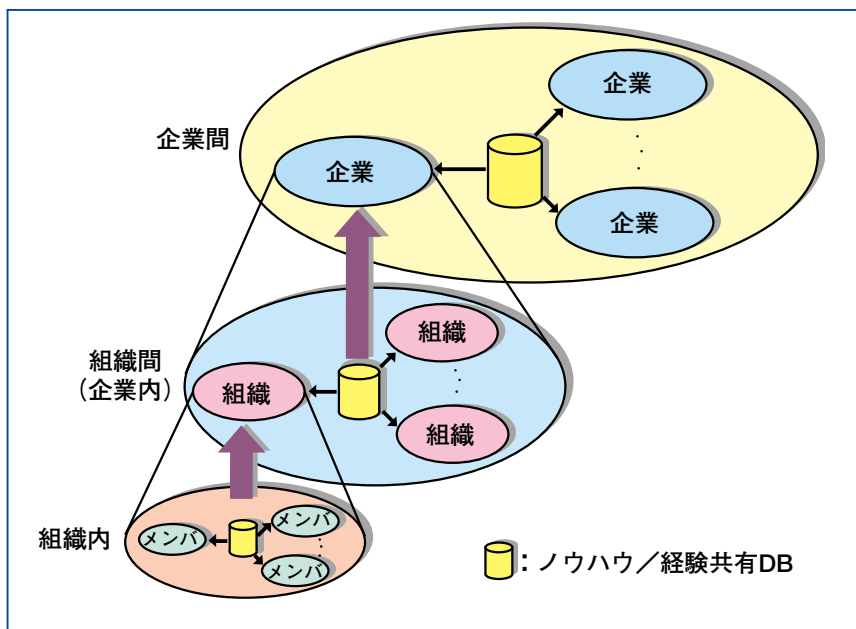 企業
企業間
企業
企業
組織
組織間
（企業内）
組織
組織
メンバ
組織内
メンバ
メンバ
：ノウハウ／経験共有DB